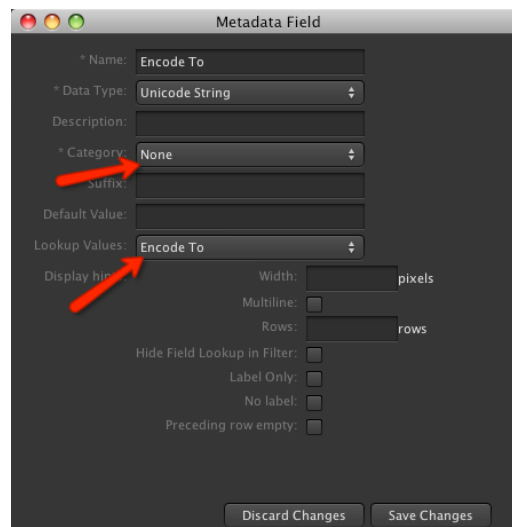 Metadata Field
* Name: Encode To
* Data Type: Unicode String
Description:
* Category: None
Suffix:
Default Value:
Lookup Values: Encode To
Display Width: pixels
Multiline:
Rows: rows
Hide Field Lookup in Filter:
Label Only:
No label:
Preceding row empty:
Discard Changes Save Changes